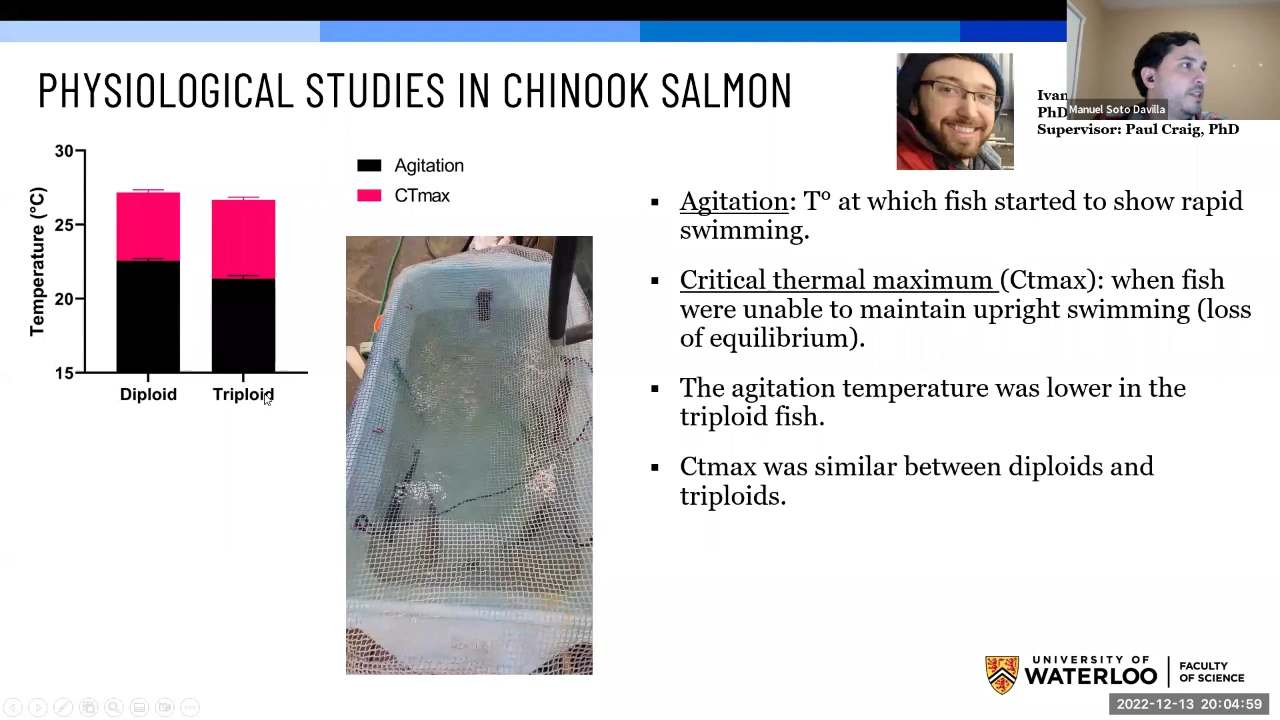 PHYSIOLOGICAL STUDIES IN CHINOOK SALMON
Ivan
PhD
Supervisor: Paul Craig, PhD
Manuel Soto Davilla
Temperature (°C)
30
25
20
15
Diploid
Triploid
Agitation
CTmax
▪ Agitation: T° at which fish started to show rapid
swimming.
▪ Critical thermal maximum (Ctmax): when fish
were unable to maintain upright swimming (loss
of equilibrium).
▪ The agitation temperature was lower in the
triploid fish.
▪ Ctmax was similar between diploids and
triploids.
UNIVERSITY OF
WATERLOO
FACULTY
OF SCIENCE
2022-12-13 20:04:59